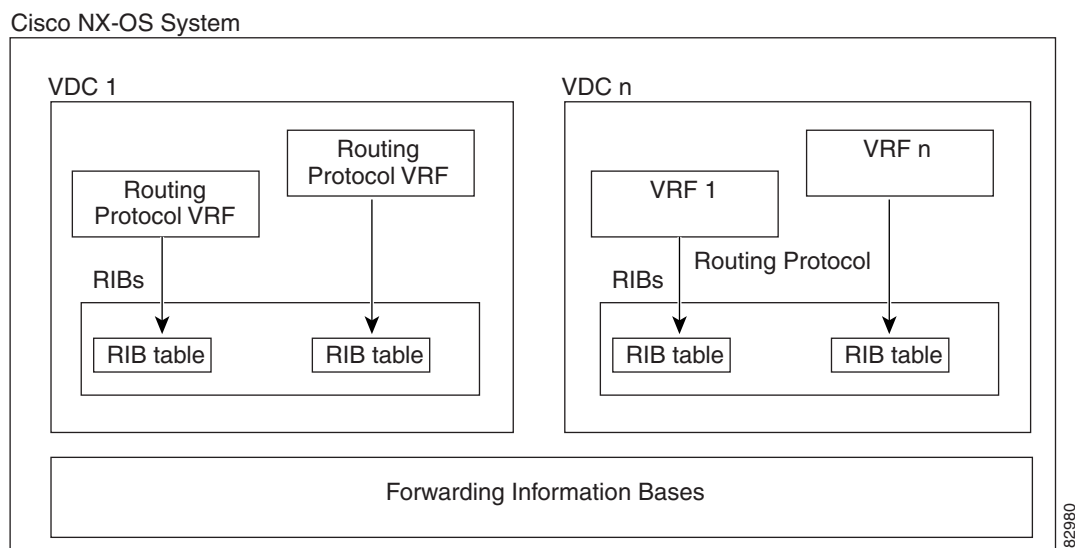 Cisco NX-OS System
VDC 1
Routing
Protocol VRF
Routing
Protocol VRF
RIBs
RIB table
RIB table
VDC n
VRF n
VRF 1
Routing Protocol
RIBs
RIB table
RIB table
Forwarding Information Bases
82980